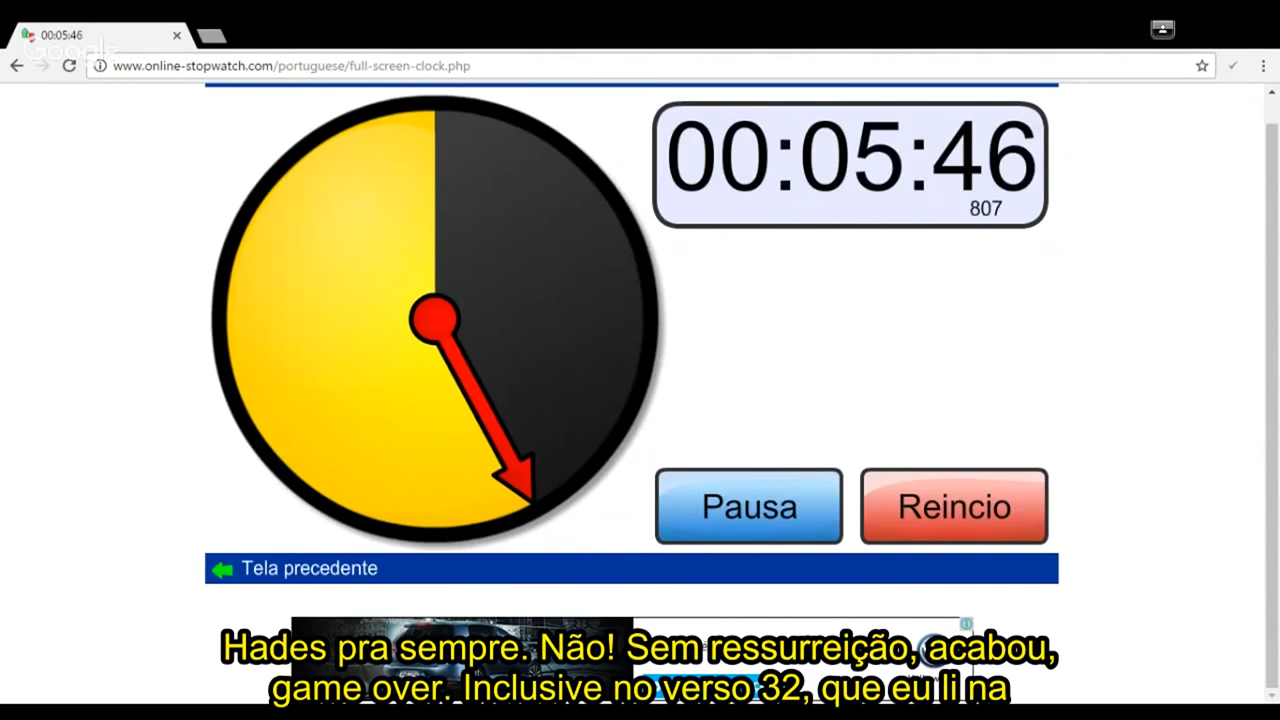 00:05:46
Google
www.online-stopwatch.com/portuguese/full-screen-clock.php
00:05:46
807
Pausa
Reincio
Tela precedente
Hades pra sempre. Não! Sem ressurreição, acabou,
game over. Inclusive no verso 32, que eu li na